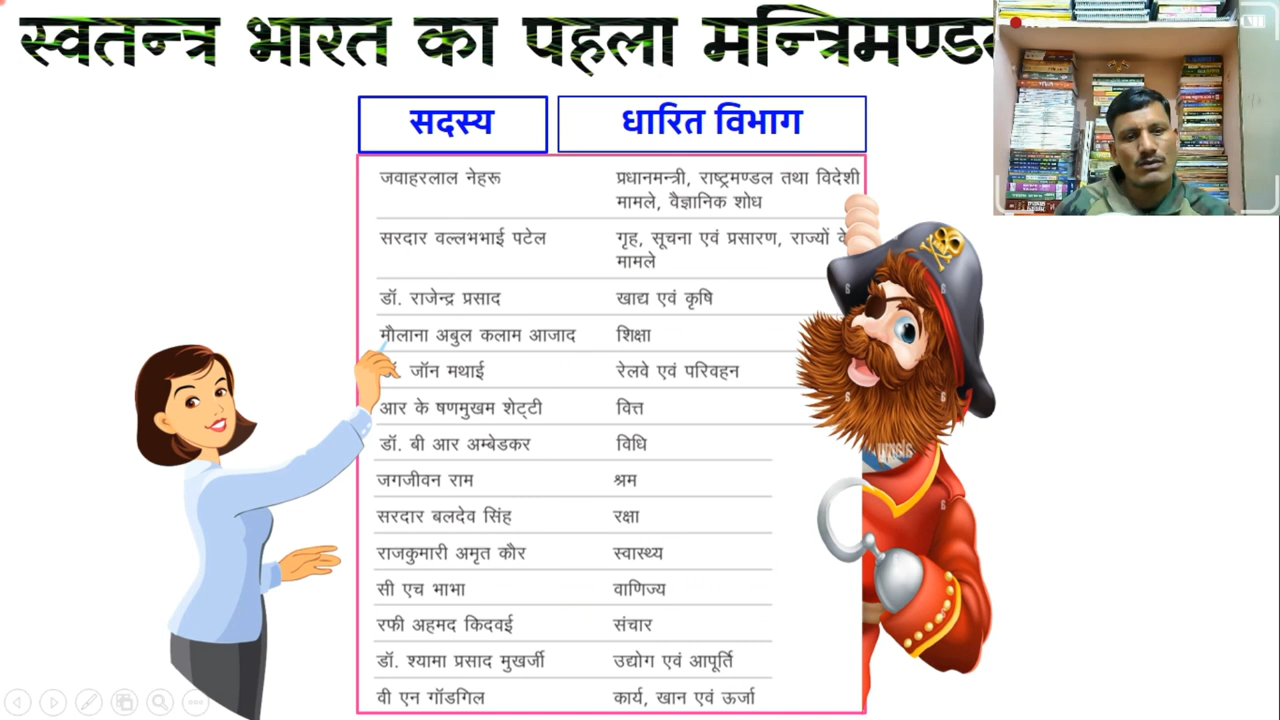 स्वतन्त्र भारत का पहला
सदस्य धारित विभाग
जवाहरलाल नेहरू प्रधानमन्त्री, राष्ट्रमण्डल तथा विदेशी
मामले, वैज्ञानिक शोध
सरदार वल्लभभाई पटेल गृह, सूचना एवं प्रसारण, राज्यों
मामले
डॉ. राजेन्द्र प्रसाद खाद्य एवं कृषि
मौलाना अबुल कलाम आजाद शिक्षा
जॉन मथाई रेलवे एवं परिवहन
आर के षणमुखम शेट्टी वित्त
डॉ. बी आर अम्बेडकर विधि
जगजीवन राम श्रम
सरदार बलदेव सिंह रक्षा
राजकुमारी अमृत कौर स्वास्थ्य
सी एच भाभा वाणिज्य
रफी अहमद किदवई संचार
डॉ. श्यामा प्रसाद मुखर्जी उद्योग एवं आपूर्ति
वी एन गॉडगिल कार्य, खान एवं ऊर्जा